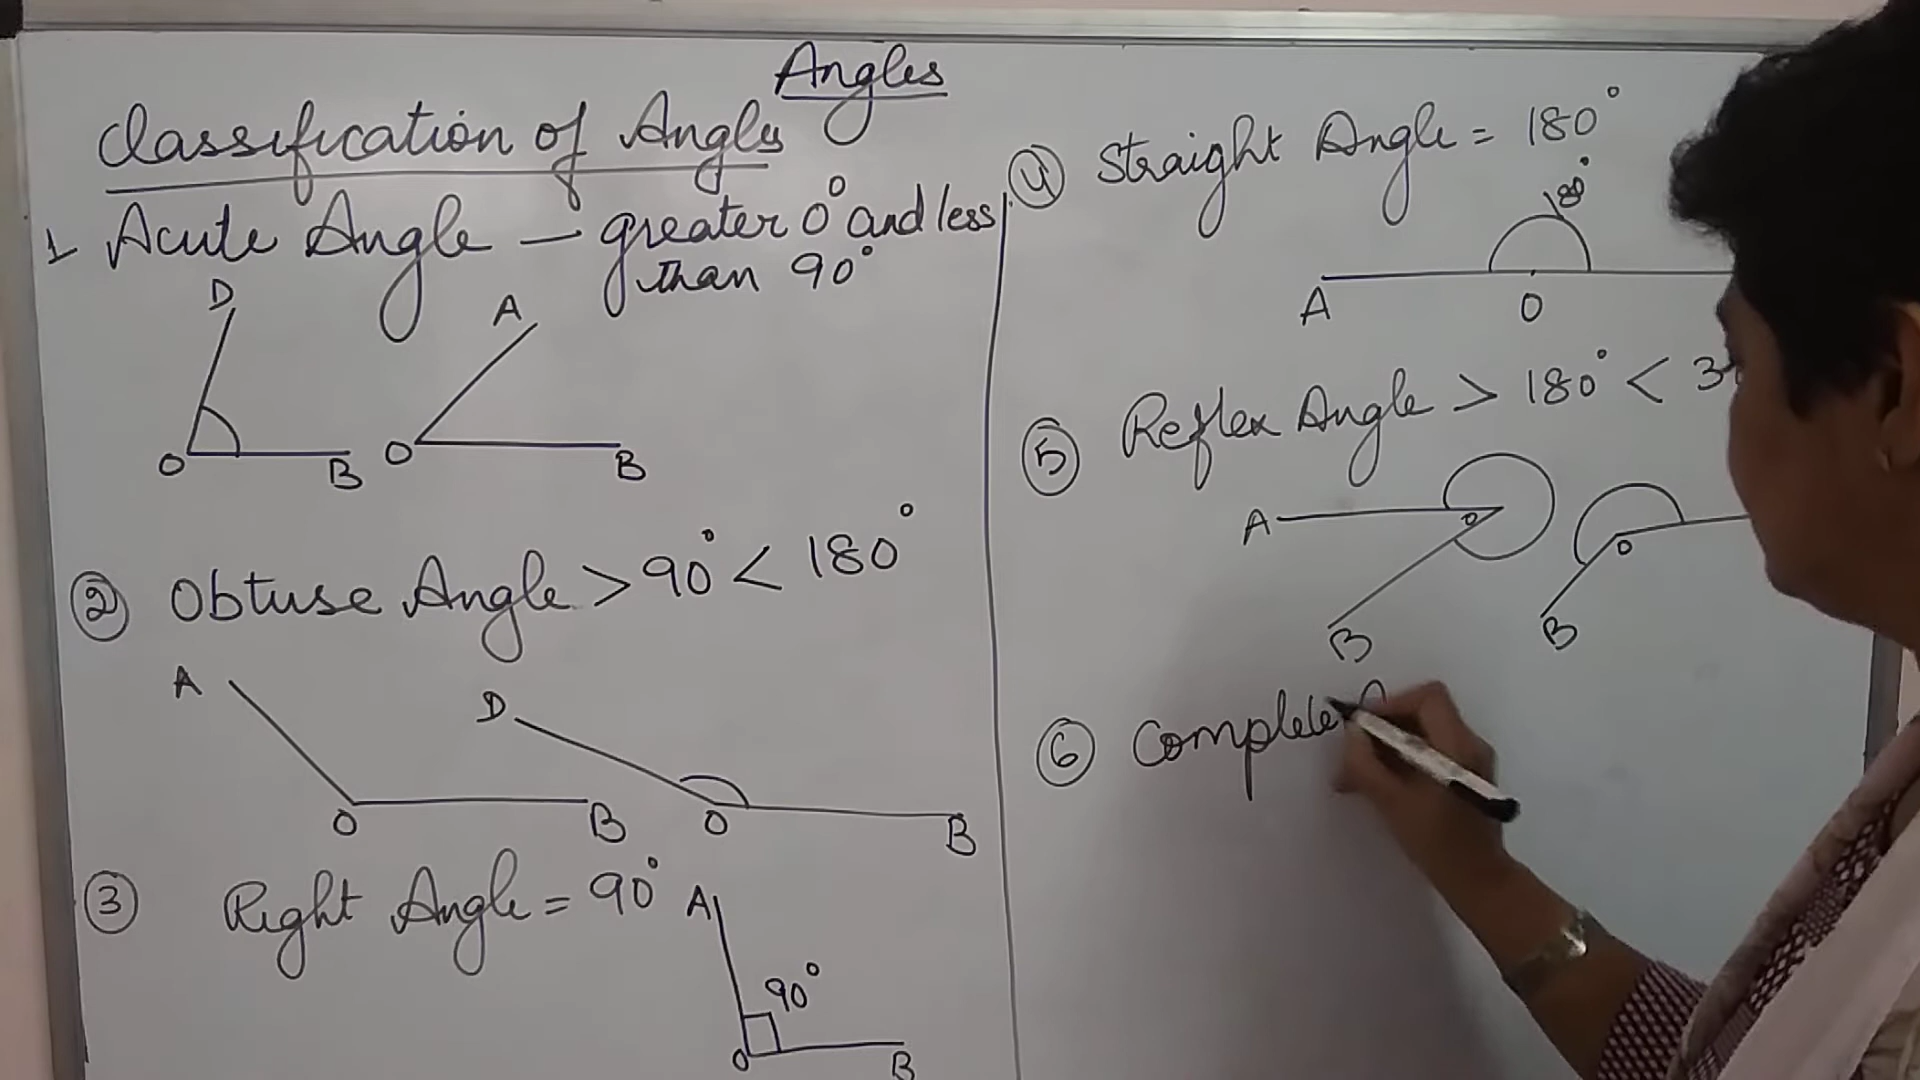 Angles
Classification of Angles
1 Acute Angle — greater 0° and less
than 90°
D
A
O
B
O
B
② Obtuse Angle > 90° < 180°
A
D
O
B
O
B
③ Right Angle = 90°
A
90°
O
B
④ Straight Angle = 180°
180°
A
O
⑤ Reflex Angle > 180° < 3
A
O
O
B
B
⑥ Complete